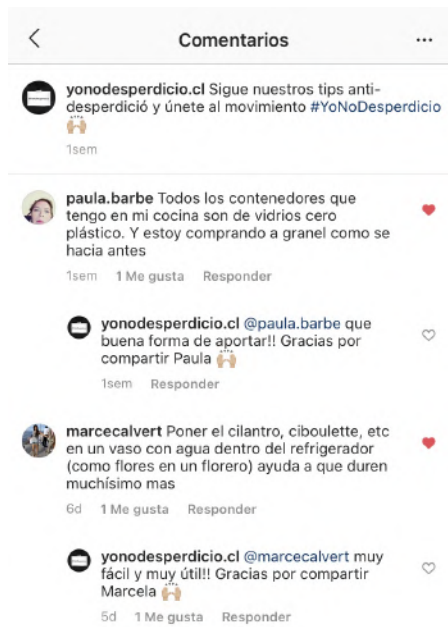 Comentarios
yonodesperdicio.cl Sigue nuestros tips anti-
desperdició y únete al movimiento #YoNoDesperdicio
🙌🏼
1sem
paula.barbe Todos los contenedores que
tengo en mi cocina son de vidrios cero
plástico. Y estoy comprando a granel como se
hacia antes
1sem 1 Me gusta Responder
yonodesperdicio.cl @paula.barbe que
buena forma de aportar!! Gracias por
compartir Paula 🙌🏼
1sem Responder
marcecalvert Poner el cilantro, ciboulette, etc
en un vaso con agua dentro del refrigerador
(como flores en un florero) ayuda a que duren
muchísimo mas
6d 1 Me gusta Responder
yonodesperdicio.cl @marcecalvert muy
fácil y muy útil!! Gracias por compartir
Marcela 🙌🏼
5d 1 Me gusta Responder